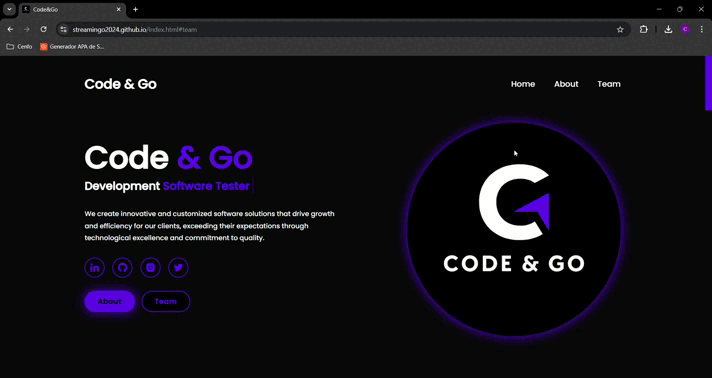 Code&Go
streamingo2024.github.io/index.html#team
Cenfo
Generador APA de S...
C
Code & Go
Home
About
Team
Code & Go
Development Software Tester
We create innovative and customized software solutions that drive growth
and efficiency for our clients, exceeding their expectations through
technological excellence and commitment to quality.
About
Team
CODE & GO